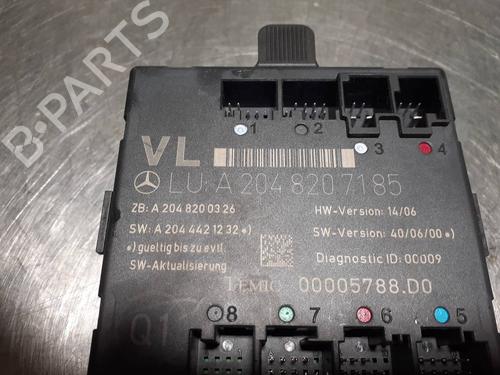 1 2 3 4
VL
LU: A 204 820 71 85
ZB: A 204 820 03 26
HW-Version: 14/06
SW: A 204 442 12 32 *)
SW-Version: 40/06/00 *)
*) gueltig bis zu evtl.
SW-Aktualisierung
Diagnostic ID: 00009
TEMIC
00005788.D0
Q1
8 7 6 5
B-PARTS